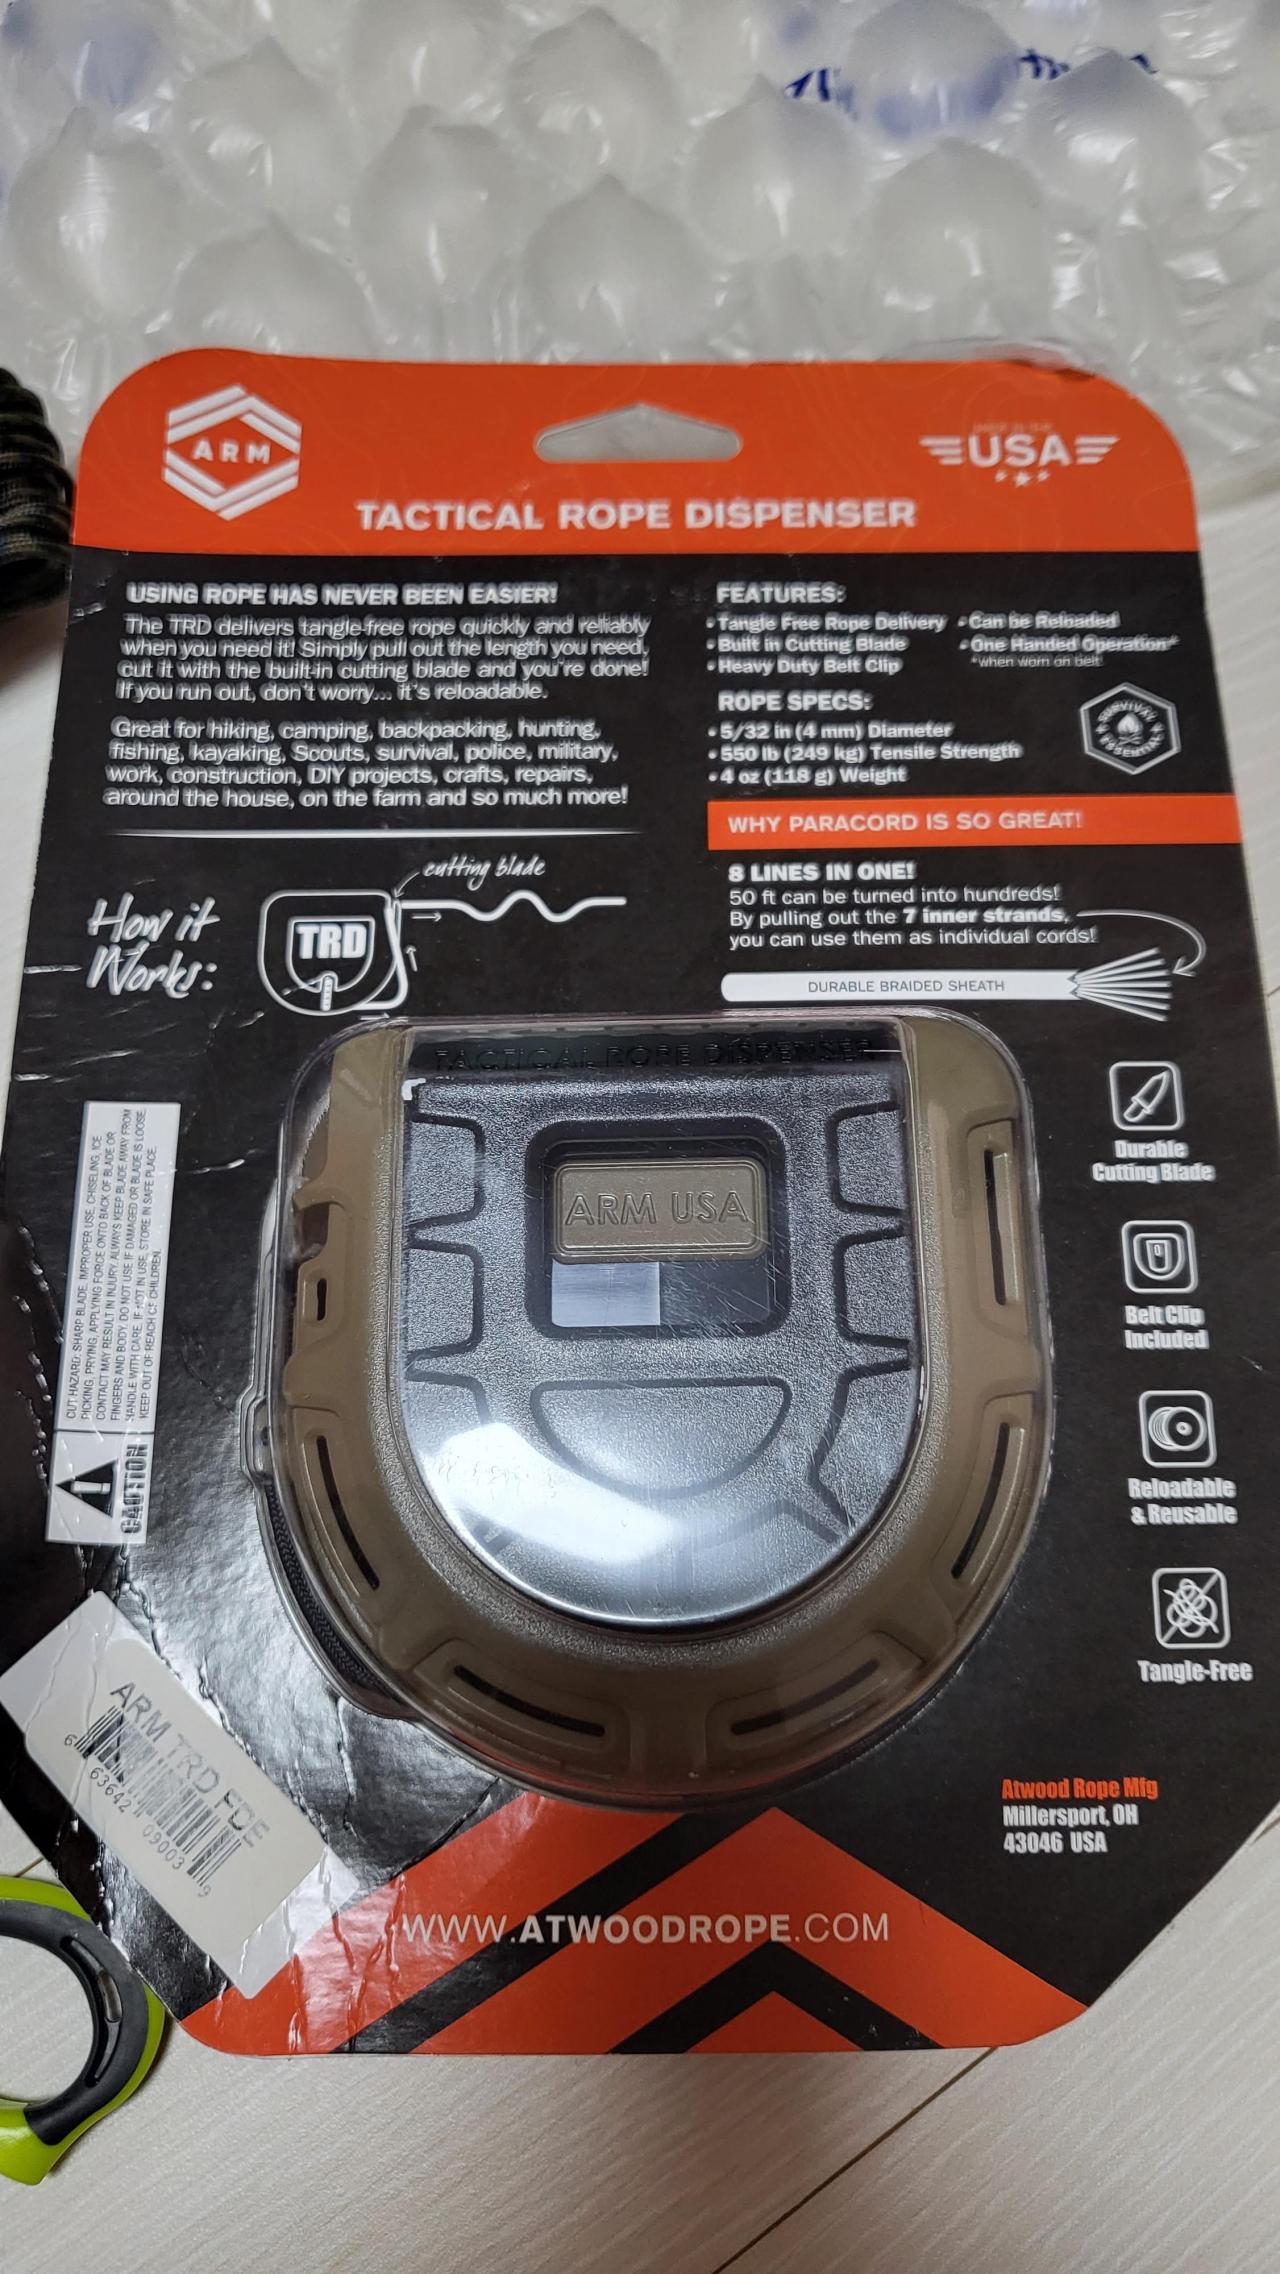 ARM
USA
TACTICAL ROPE DISPENSER
USING ROPE HAS NEVER BEEN EASIER!
The TRD delivers tangle-free rope quickly and reliably
when you need it! Simply pull out the length you need,
cut it with the built-in cutting blade and you're done!
If you run out, don't worry... it's reloadable.
Great for hiking, camping, backpacking, hunting,
fishing, kayaking, Scouts, survival, police, military,
work, construction, DIY projects, crafts, repairs,
around the house, on the farm and so much more!
How it
Works:
cutting blade
TRD
FEATURES:
• Tangle Free Rope Delivery
• Built in Cutting Blade
• Heavy Duty Belt Clip
• Can be Reloaded
• One Handed Operation*
*when worn on belt
ROPE SPECS:
• 5/32 in (4 mm) Diameter
• 550 lb (249 kg) Tensile Strength
• 4 oz (118 g) Weight
SURVIVAL
ESSENTIAL
WHY PARACORD IS SO GREAT!
8 LINES IN ONE!
50 ft can be turned into hundreds!
By pulling out the 7 inner strands,
you can use them as individual cords!
DURABLE BRAIDED SHEATH
TACTICAL ROPE DISPENSER
ARM USA
CAUTION
CUT HAZARD: SHARP BLADE. IMPROPER USE, CHISELING, ICE
PICKING, PRYING, APPLYING FORCE ONTO BACK OF BLADE OR
CONTACT MAY RESULT IN INJURY. ALWAYS KEEP BLADE AWAY FROM
FINGERS AND BODY. DO NOT USE IF DAMAGED OR BLADE IS LOOSE.
HANDLE WITH CARE. IF NOT IN USE, STORE IN SAFE PLACE.
KEEP OUT OF REACH OF CHILDREN.
Durable
Cutting Blade
Belt Clip
Included
Reloadable
& Reusable
Tangle-Free
ARM TRD FDE
6 63642 09003 9
Atwood Rope Mfg
Millersport, OH
43046 USA
WWW.ATWOODROPE.COM